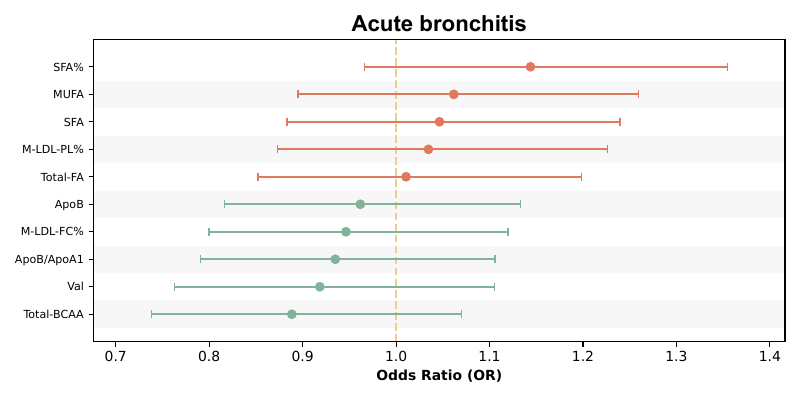 Acute bronchitis
SFA%
MUFA
SFA
M-LDL-PL%
Total-FA
ApoB
M-LDL-FC%
ApoB/ApoA1
Val
Total-BCAA
0.7 0.8 0.9 1.0 1.1 1.2 1.3 1.4
Odds Ratio (OR)